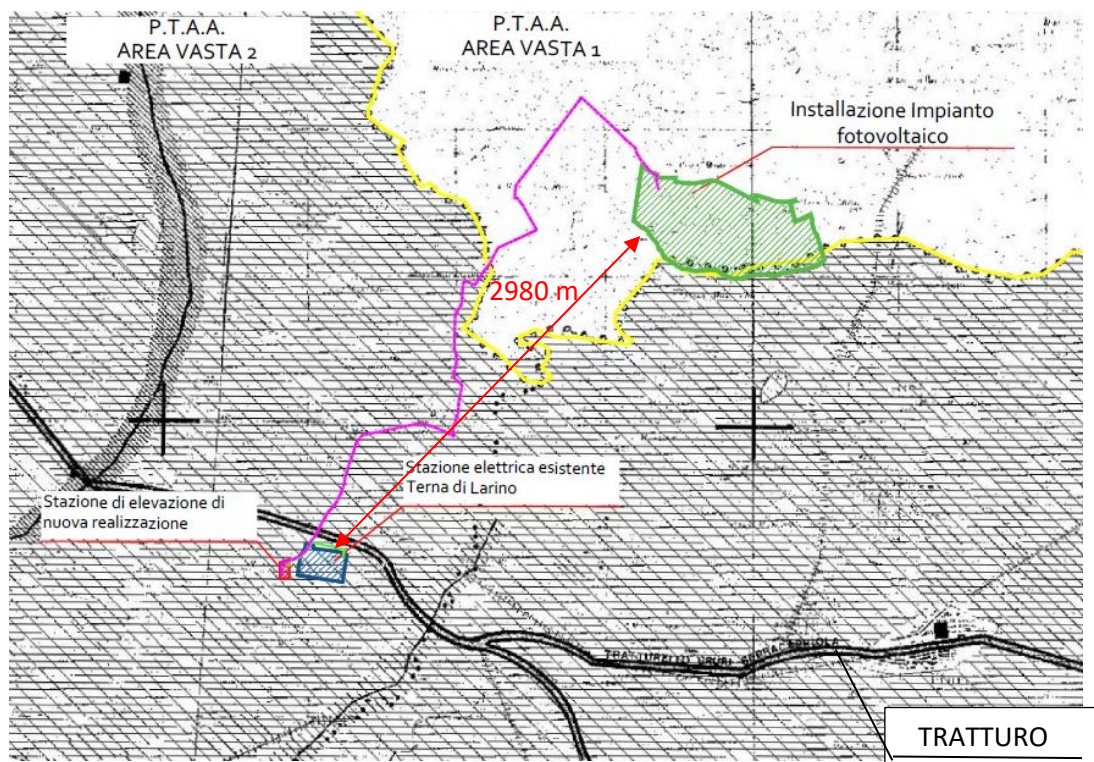 P.T.A.A.
AREA VASTA 2
P.T.A.A.
AREA VASTA 1
Installazione Impianto
fotovoltaico
2980 m
Stazione elettrica esistente
Terna di Larino
Stazione di elevazione di
nuova realizzazione
TRATTURO